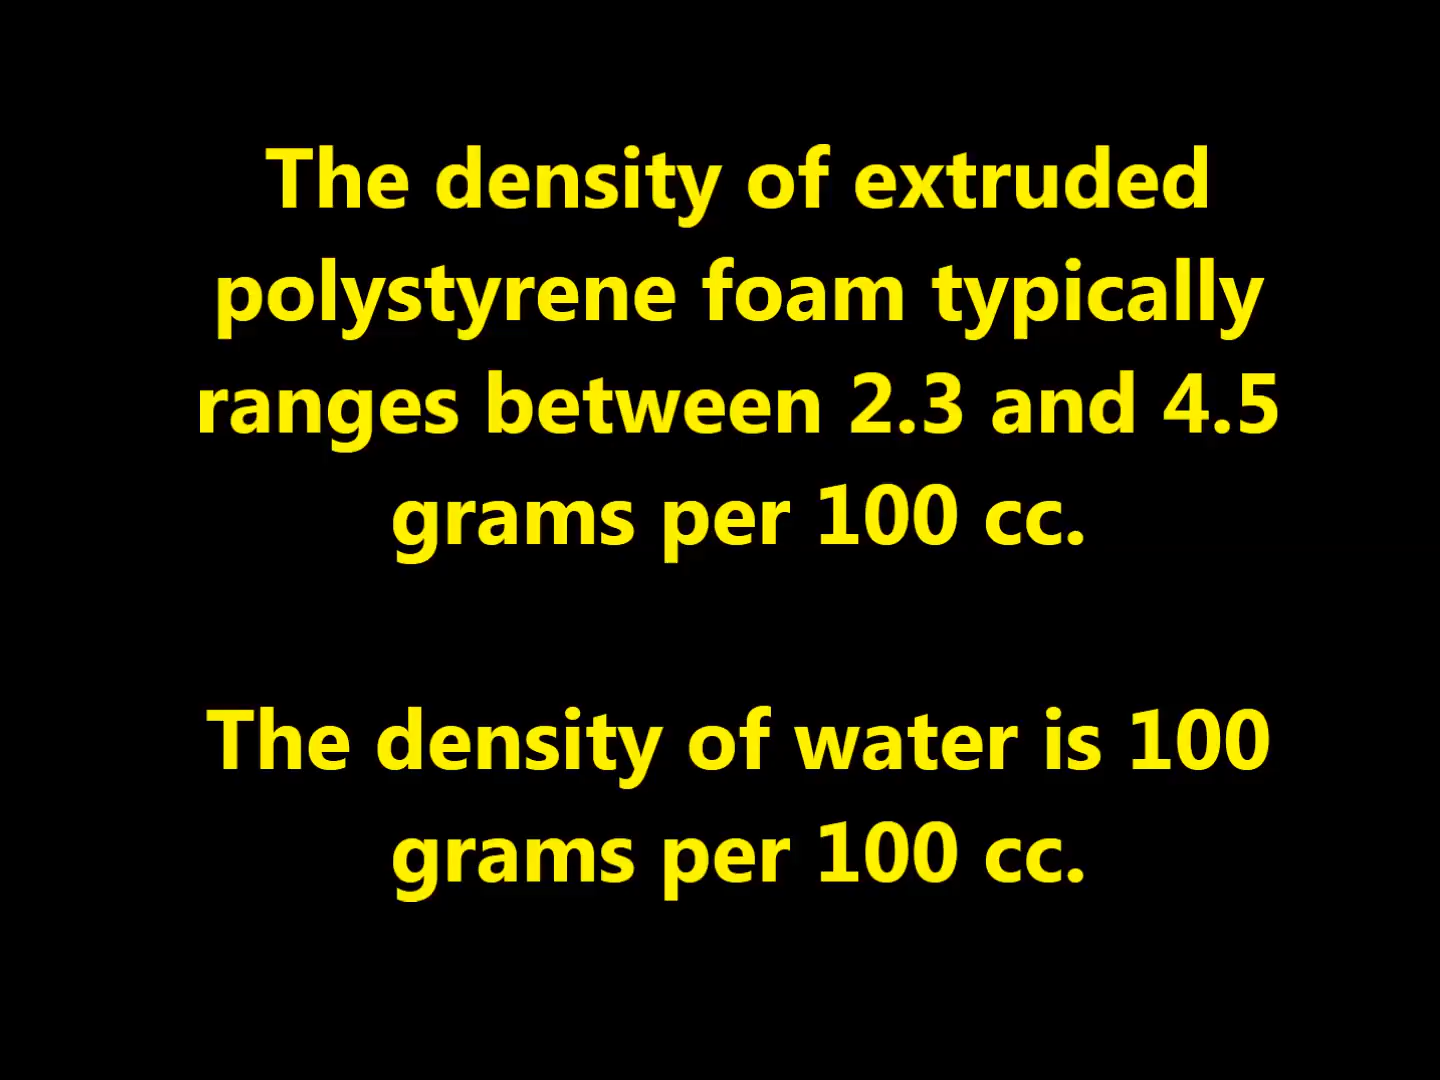 The density of extruded
polystyrene foam typically
ranges between 2.3 and 4.5
grams per 100 cc.
The density of water is 100
grams per 100 cc.